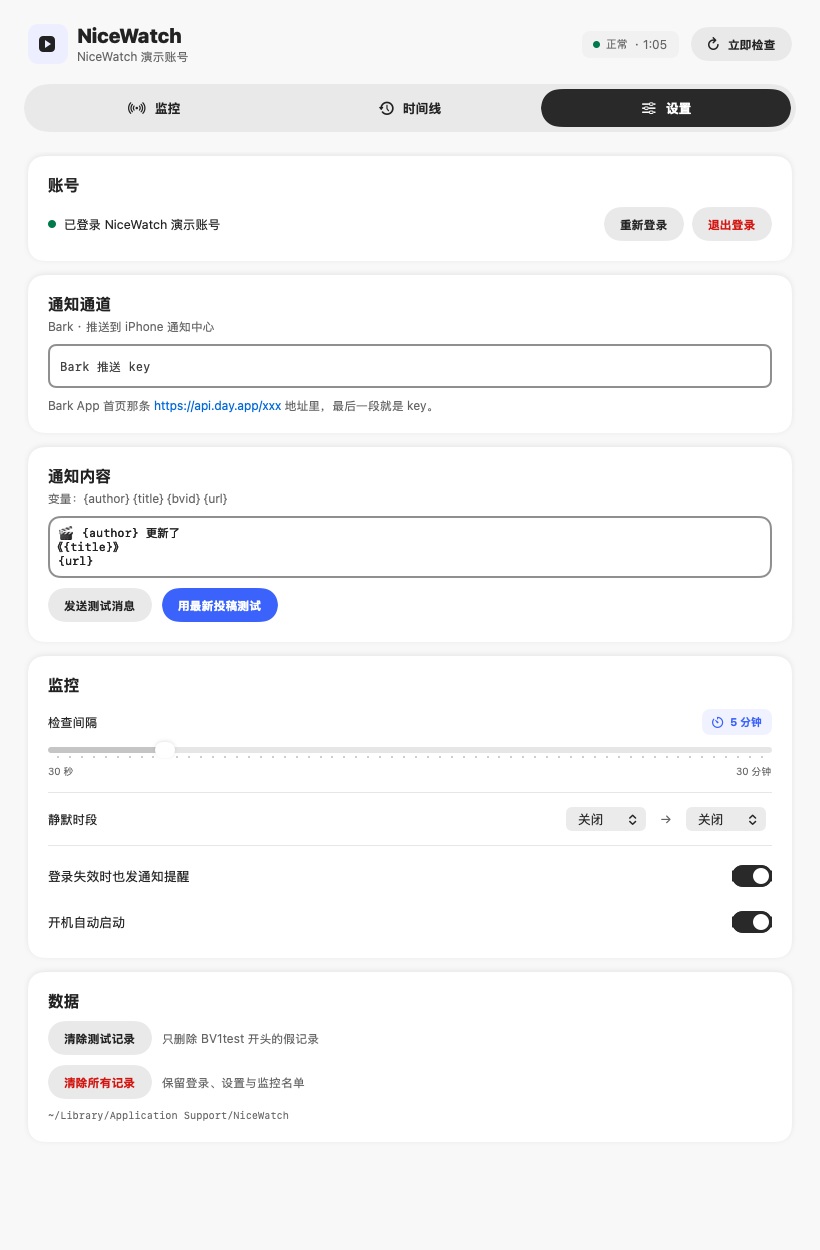 NiceWatch
NiceWatch 演示账号
正常 · 1:05
立即检查
监控
时间线
设置
账号
已登录 NiceWatch 演示账号
重新登录
退出登录
通知通道
Bark · 推送到 iPhone 通知中心
Bark 推送 key
Bark App 首页那条 https://api.day.app/xxx 地址里，最后一段就是 key。
通知内容
变量：{author} {title} {bvid} {url}
🎬 {author} 更新了
《{title}》
{url}
发送测试消息
用最新投稿测试
监控
检查间隔
5 分钟
30 秒
30 分钟
静默时段
关闭
→
关闭
登录失效时也发通知提醒
开机自动启动
数据
清除测试记录
只删除 BV1test 开头的假记录
清除所有记录
保留登录、设置与监控名单
~/Library/Application Support/NiceWatch